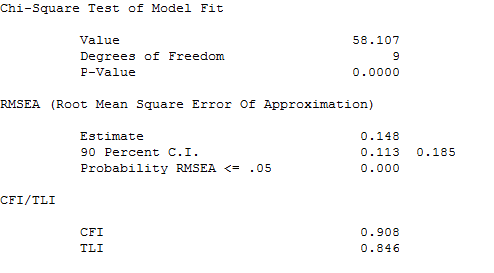 Chi-Square Test of Model Fit
Value 58.107
Degrees of Freedom 9
P-Value 0.0000
RMSEA (Root Mean Square Error Of Approximation)
Estimate 0.148
90 Percent C.I. 0.113 0.185
Probability RMSEA <= .05 0.000
CFI/TLI
CFI 0.908
TLI 0.846